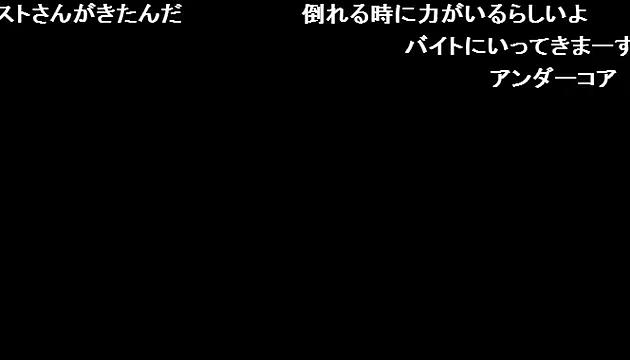 ストさんがきたんだ
倒れる時に力がいるらしいよ
バイトにいってきまーす
アンダーコア